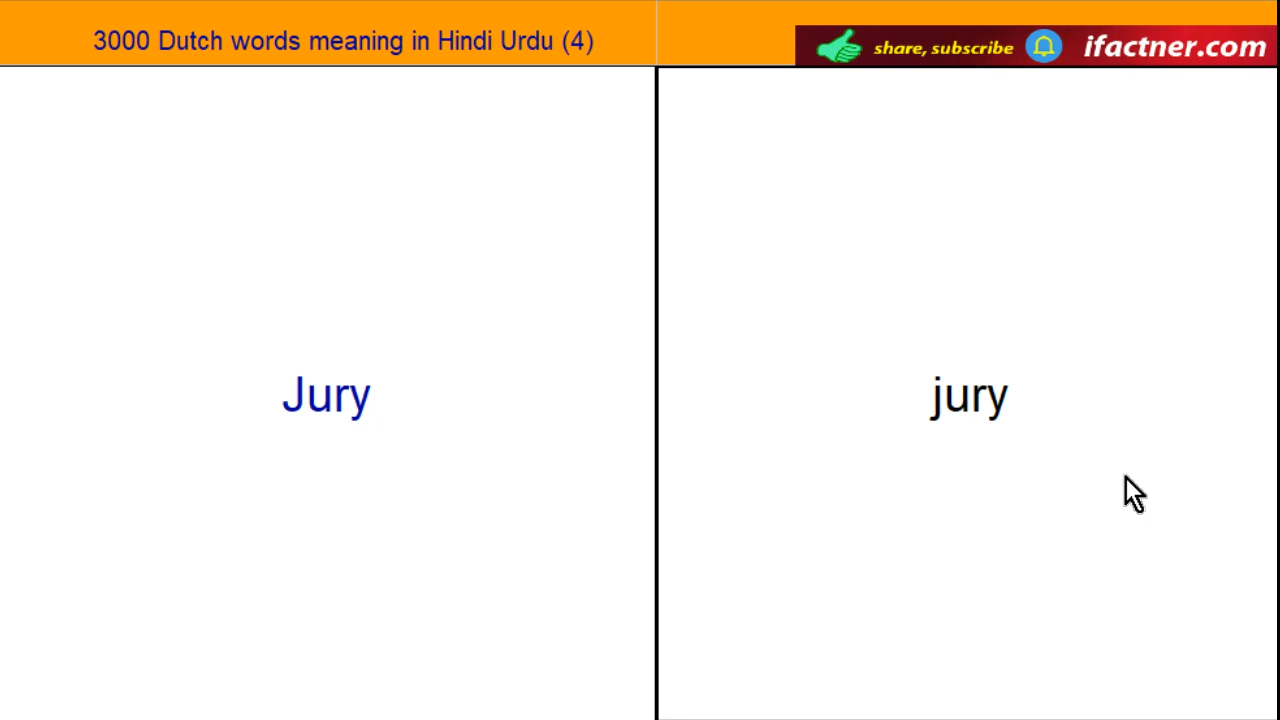 3000 Dutch words meaning in Hindi Urdu (4)
share, subscribe
ifactner.com
Jury
jury